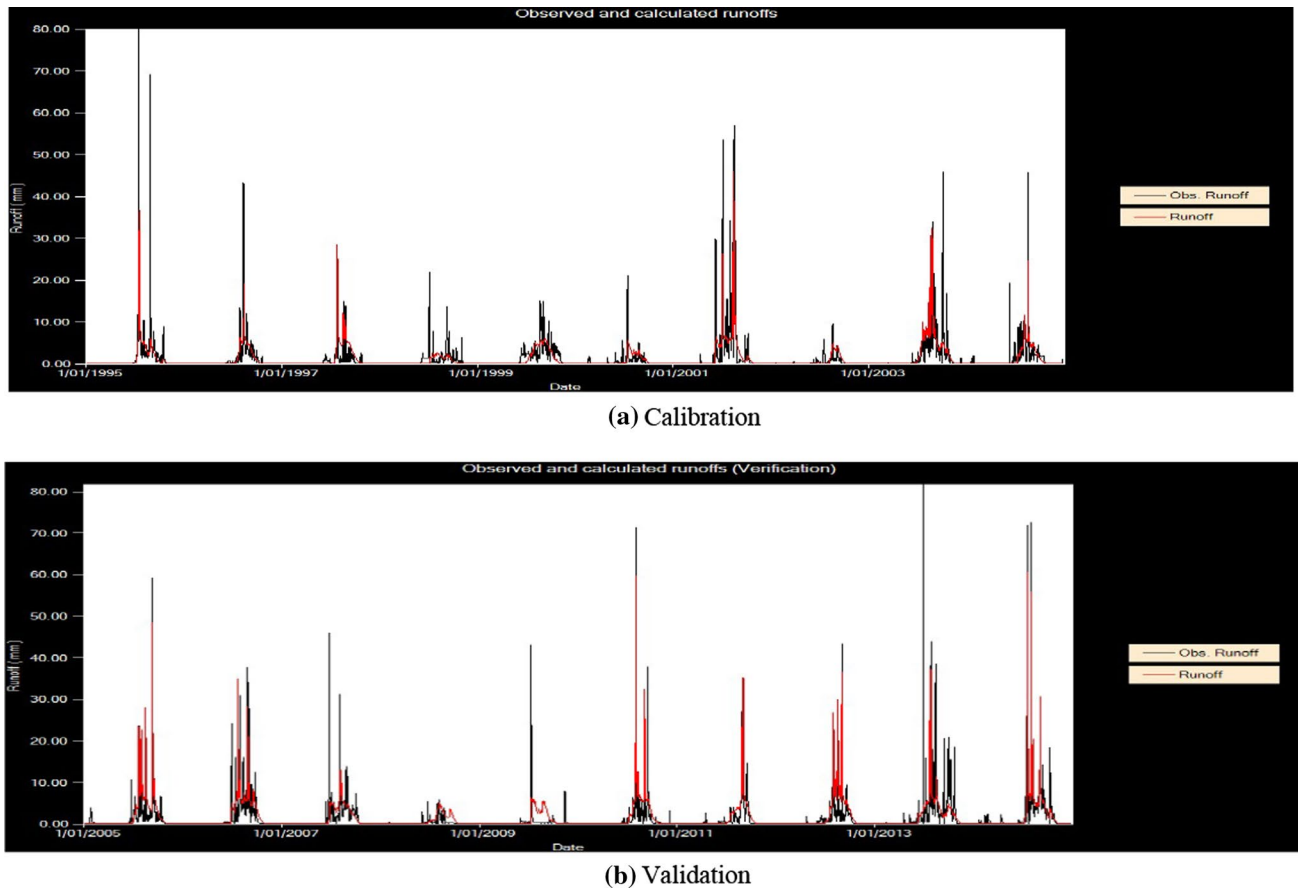 Observed and calculated runoffs
80.00
70.00
60.00
50.00
40.00
30.00
20.00
10.00
0.00
Runoff (mm)
1/01/1995 1/01/1997 1/01/1999 1/01/2001 1/01/2003
Date
Obs. Runoff
Runoff
(a) Calibration
Observed and calculated runoffs (Verification)
80.00
70.00
60.00
50.00
40.00
30.00
20.00
10.00
0.00
Runoff (mm)
1/01/2005 1/01/2007 1/01/2009 1/01/2011 1/01/2013
Date
Obs. Runoff
Runoff
(b) Validation